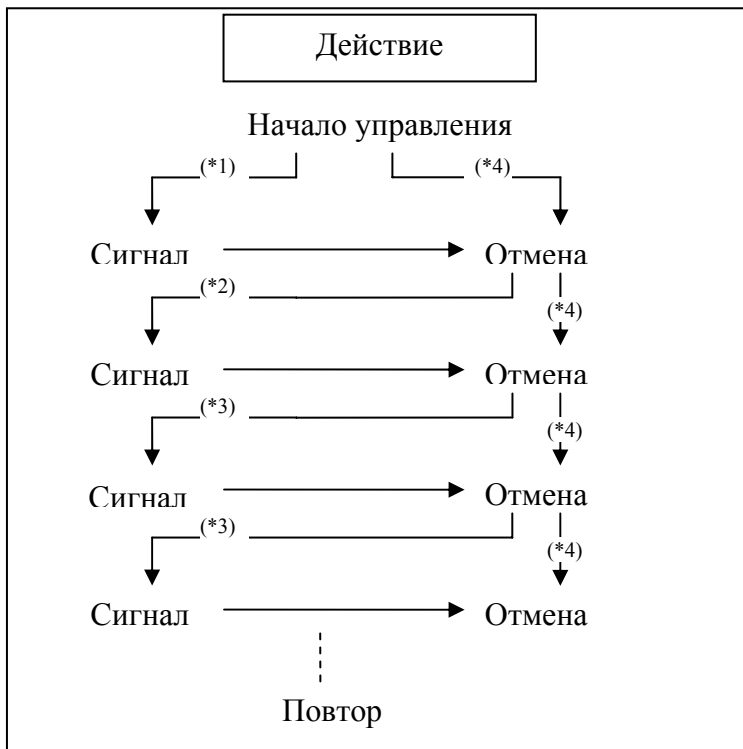 Действие
Начало управления
(*1) (*4)
Сигнал Отмена
(*2) (*4)
Сигнал Отмена
(*3) (*4)
Сигнал Отмена
(*3) (*4)
Сигнал Отмена
Повтор